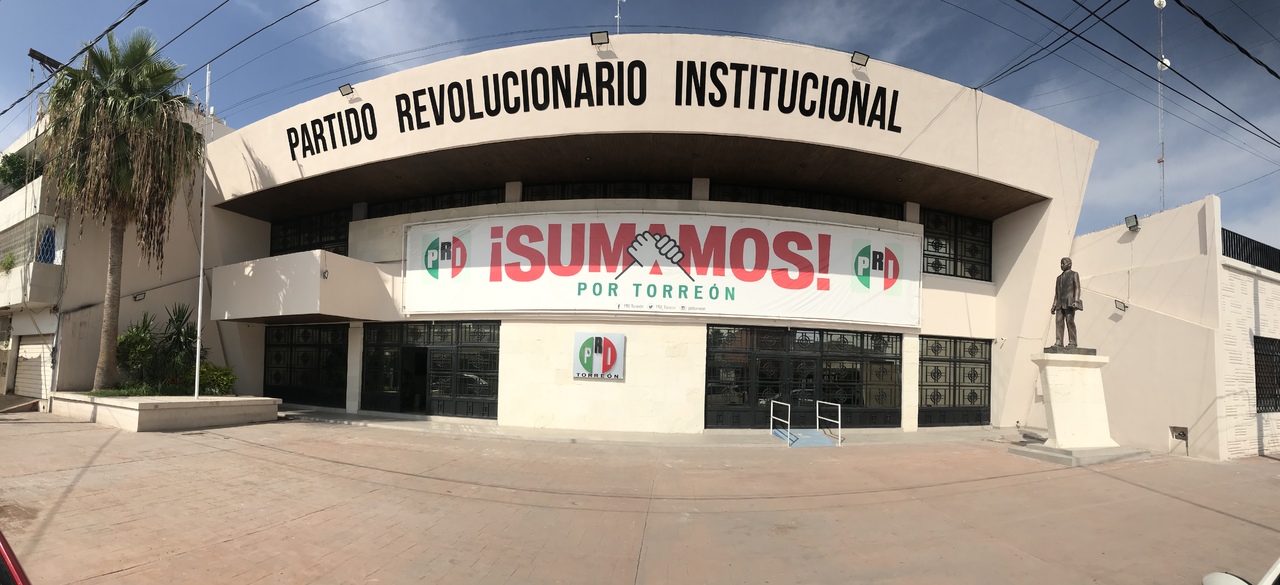 PARTIDO REVOLUCIONARIO INSTITUCIONAL
PRI
¡SUMAMOS!
PRI
POR TORREÓN
PRI
TORREÓN